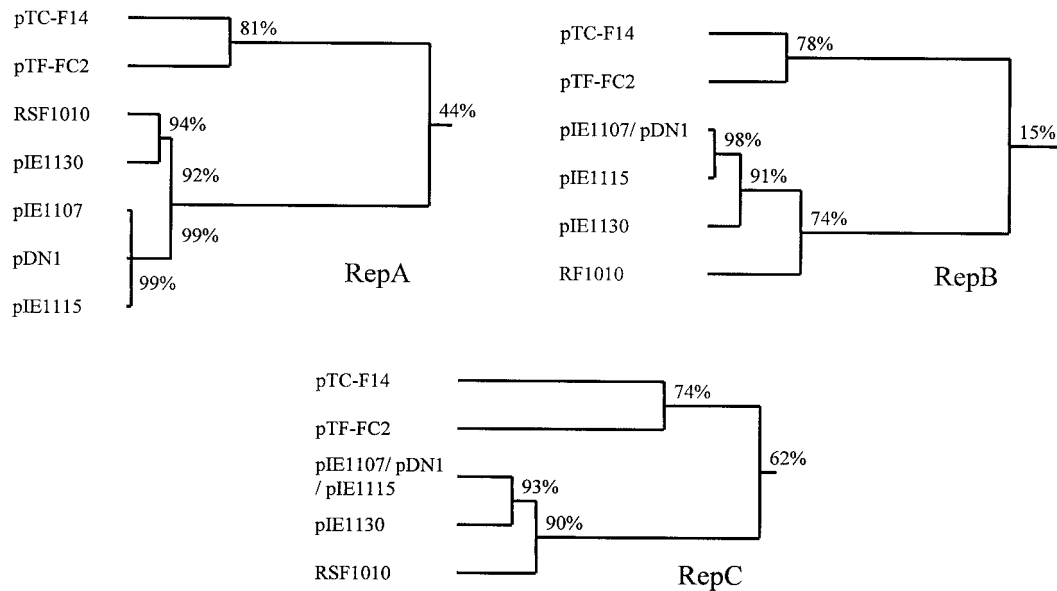 pTC-F14
81%
pTF-FC2
44%
RSF1010
94%
pIE1130
92%
pIE1107
99%
pDN1
99%
pIE1115
RepA
pTC-F14
78%
pTF-FC2
15%
pIE1107/ pDN1
98%
pIE1115
91%
pIE1130
74%
RF1010
RepB
pTC-F14
74%
pTF-FC2
62%
pIE1107/ pDN1
/ pIE1115
93%
pIE1130
90%
RSF1010
RepC